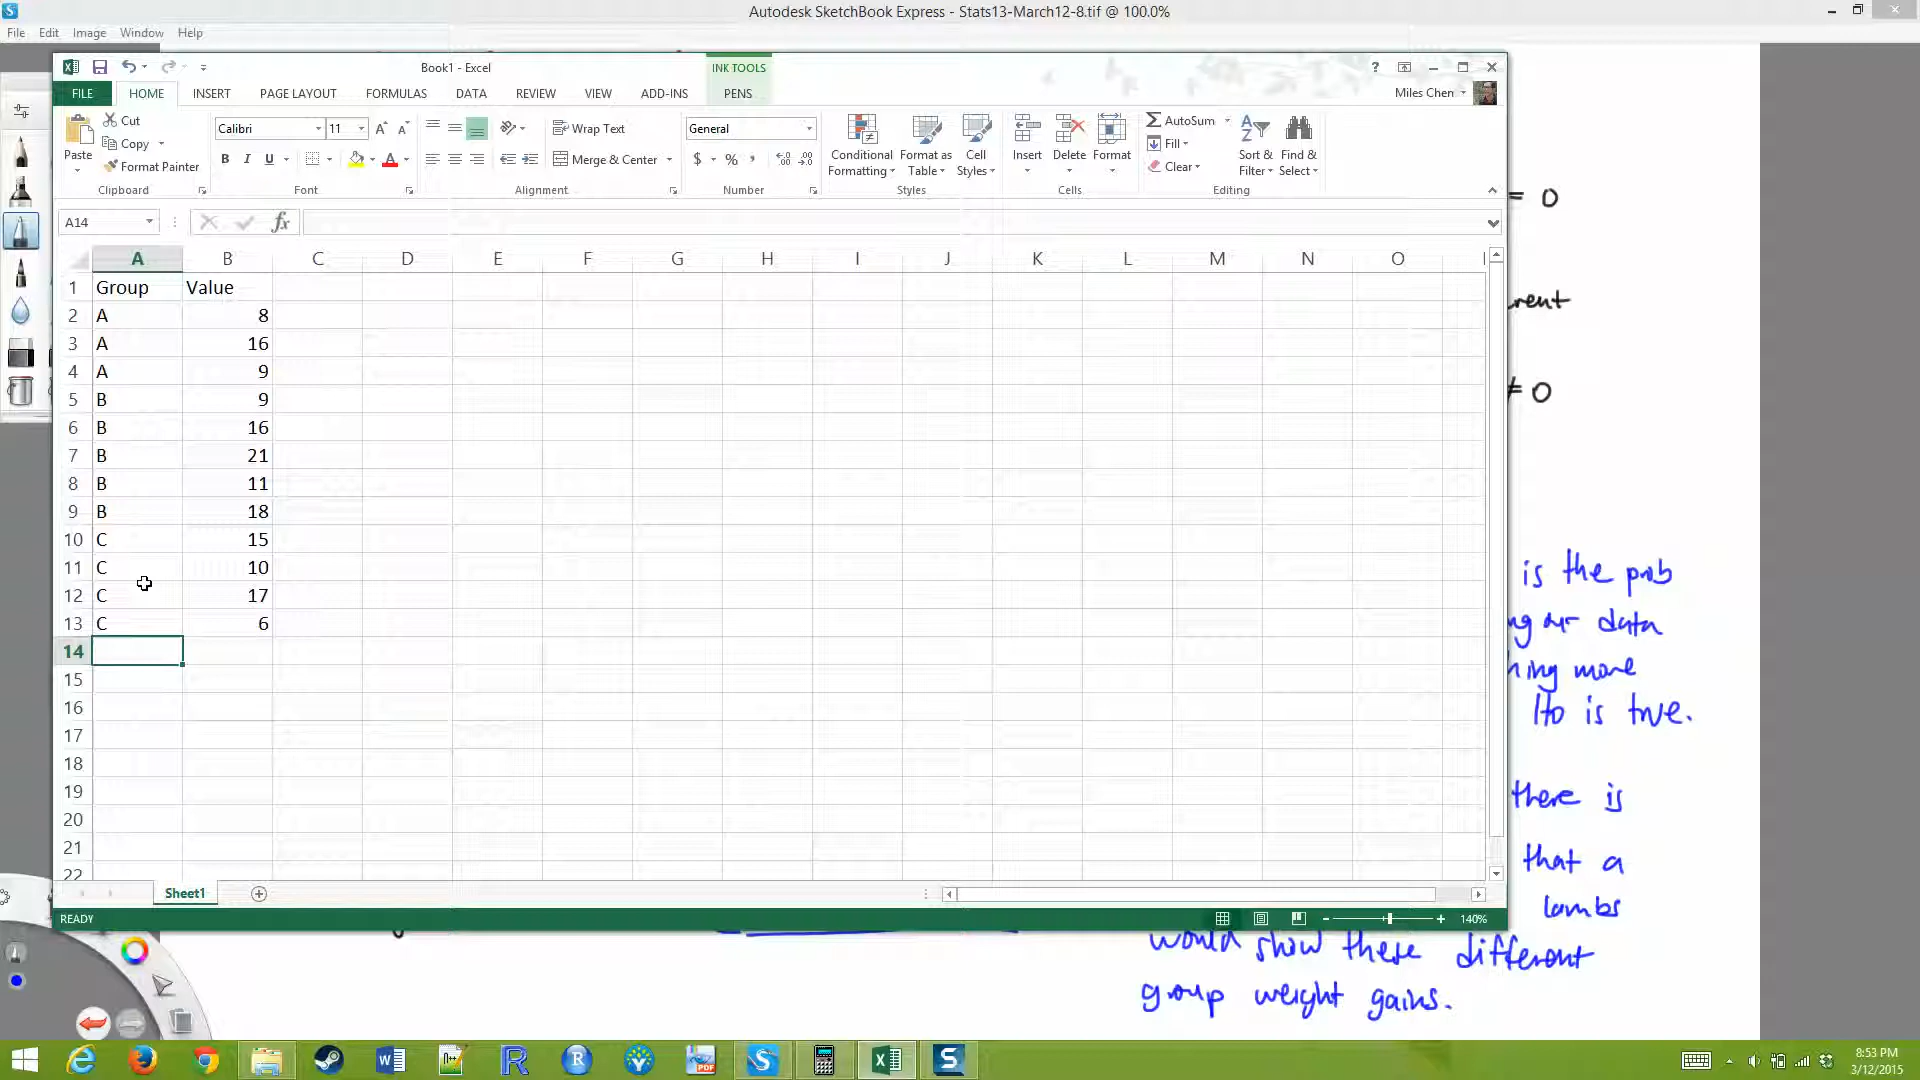 Autodesk SketchBook Express - Stats13-March12-8.tif @ 100.0%
File Edit Image Window Help
Book1 - Excel
INK TOOLS
FILE HOME INSERT PAGE LAYOUT FORMULAS DATA REVIEW VIEW ADD-INS PENS
Miles Chen
Paste
Cut
Copy
Format Painter
Clipboard
Calibri 11
B I U
Font
Wrap Text
Merge & Center
Alignment
General
$ % ,
Number
Conditional Formatting
Format as Table
Cell Styles
Styles
Insert Delete Format
Cells
AutoSum
Fill
Clear
Sort & Filter
Find & Select
Editing
A14
fx
A B C D E F G H I J K L M N O
1 Group Value
2 A 8
3 A 16
4 A 9
5 B 9
6 B 16
7 B 21
8 B 11
9 B 18
10 C 15
11 C 10
12 C 17
13 C 6
14
15
16
17
18
19
20
21
22
Sheet1
READY
140%
= 0
≠ 0
is the prob
data
more
Ho is true.
there is
that a
lambs
would show these different
group weight gains.
8:53 PM
3/12/2015